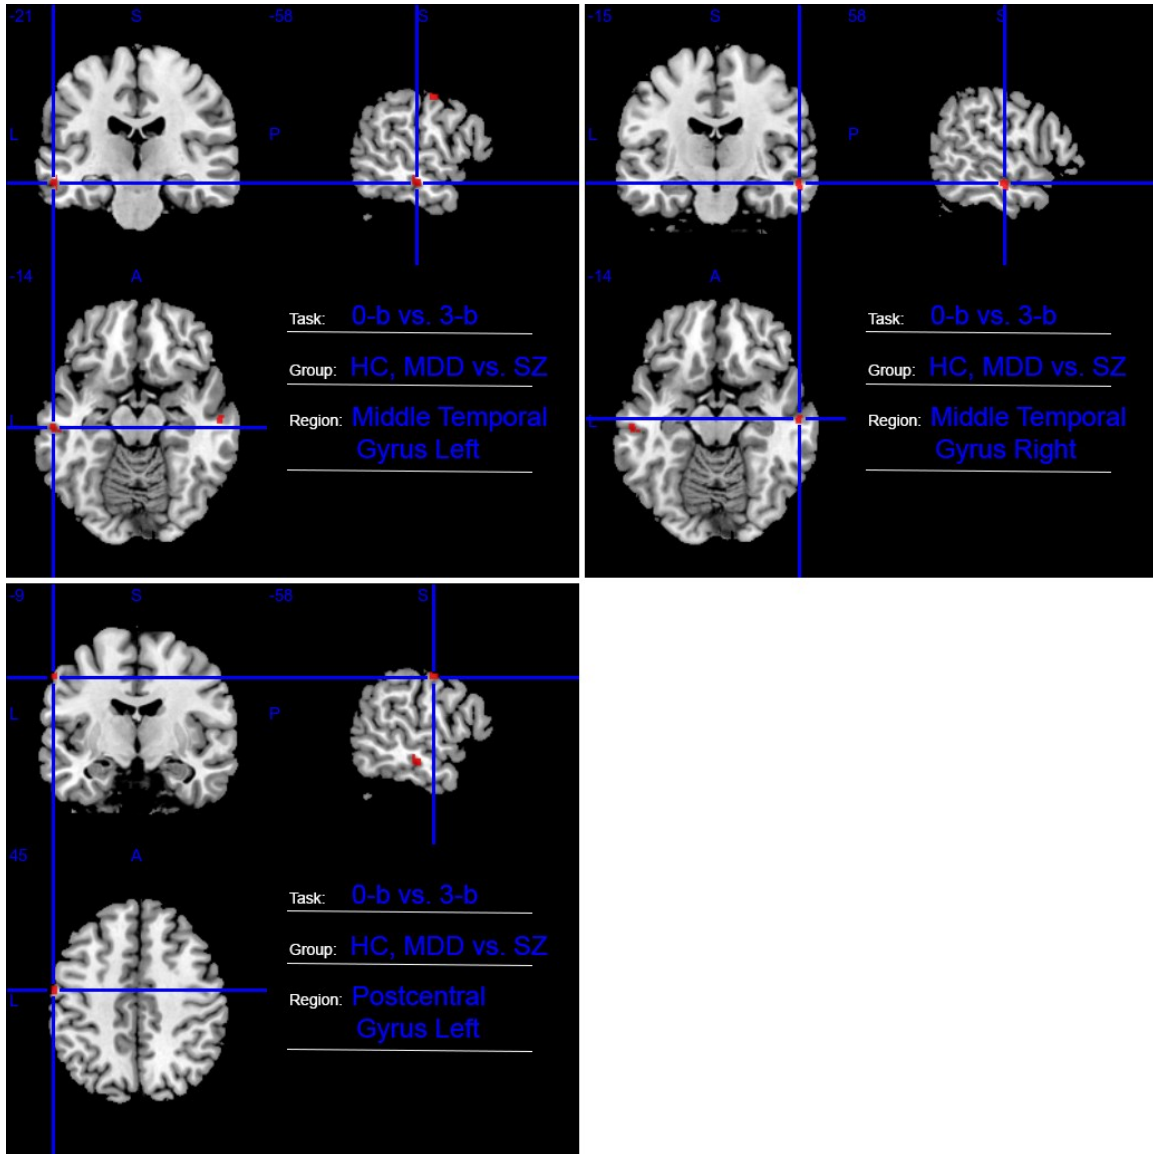 -21 S -58 S
L P
-14 A
L
Task: 0-b vs. 3-b
Group: HC, MDD vs. SZ
Region: Middle Temporal
Gyrus Left
-15 S 58 S
L P
-14 A
L
Task: 0-b vs. 3-b
Group: HC, MDD vs. SZ
Region: Middle Temporal
Gyrus Right
-9 S -58 S
L P
45 A
L
Task: 0-b vs. 3-b
Group: HC, MDD vs. SZ
Region: Postcentral
Gyrus Left